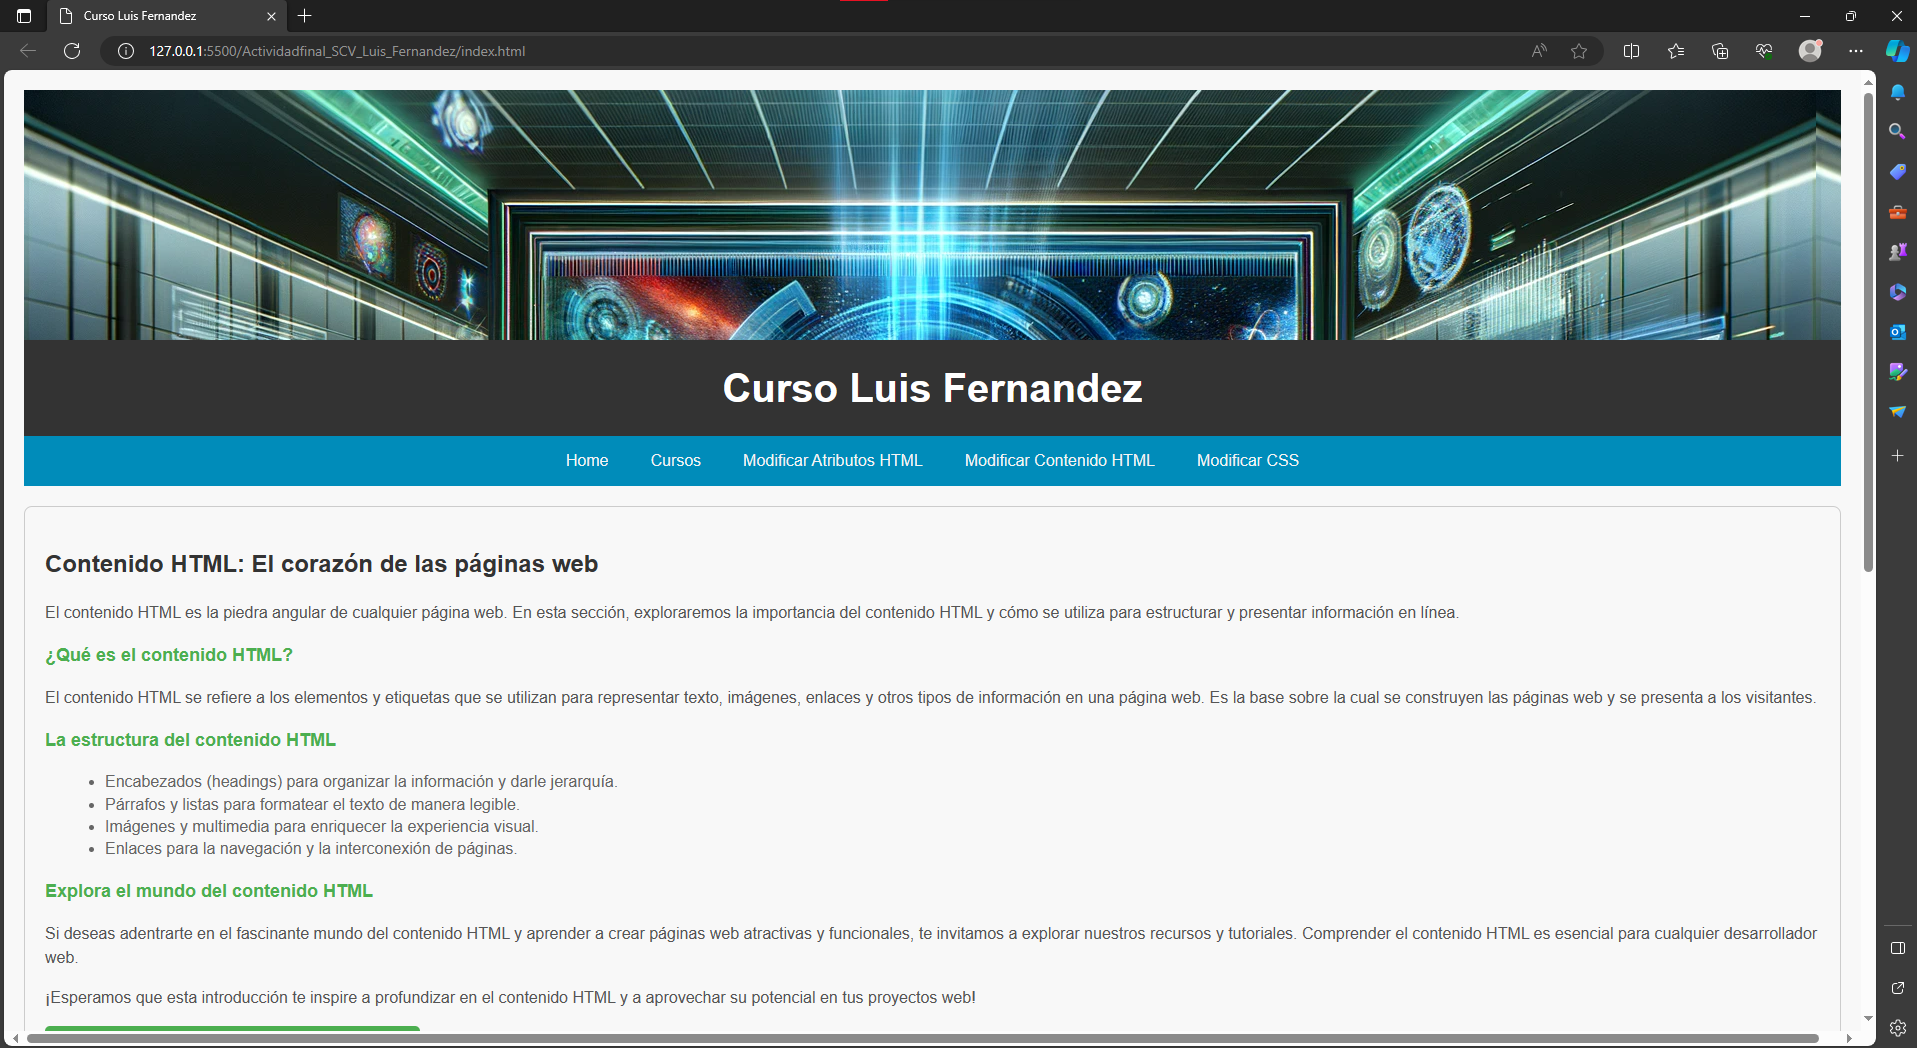 Curso Luis Fernandez
127.0.0.1:5500/Actividadfinal_SCV_Luis_Fernandez/index.html
Curso Luis Fernandez
Home Cursos Modificar Atributos HTML Modificar Contenido HTML Modificar CSS
Contenido HTML: El corazón de las páginas web
El contenido HTML es la piedra angular de cualquier página web. En esta sección, exploraremos la importancia del contenido HTML y cómo se utiliza para estructurar y presentar información en línea.
¿Qué es el contenido HTML?
El contenido HTML se refiere a los elementos y etiquetas que se utilizan para representar texto, imágenes, enlaces y otros tipos de información en una página web. Es la base sobre la cual se construyen las páginas web y se presenta a los visitantes.
La estructura del contenido HTML
• Encabezados (headings) para organizar la información y darle jerarquía.
• Párrafos y listas para formatear el texto de manera legible.
• Imágenes y multimedia para enriquecer la experiencia visual.
• Enlaces para la navegación y la interconexión de páginas.
Explora el mundo del contenido HTML
Si deseas adentrarte en el fascinante mundo del contenido HTML y aprender a crear páginas web atractivas y funcionales, te invitamos a explorar nuestros recursos y tutoriales. Comprender el contenido HTML es esencial para cualquier desarrollador
web.
¡Esperamos que esta introducción te inspire a profundizar en el contenido HTML y a aprovechar su potencial en tus proyectos web!